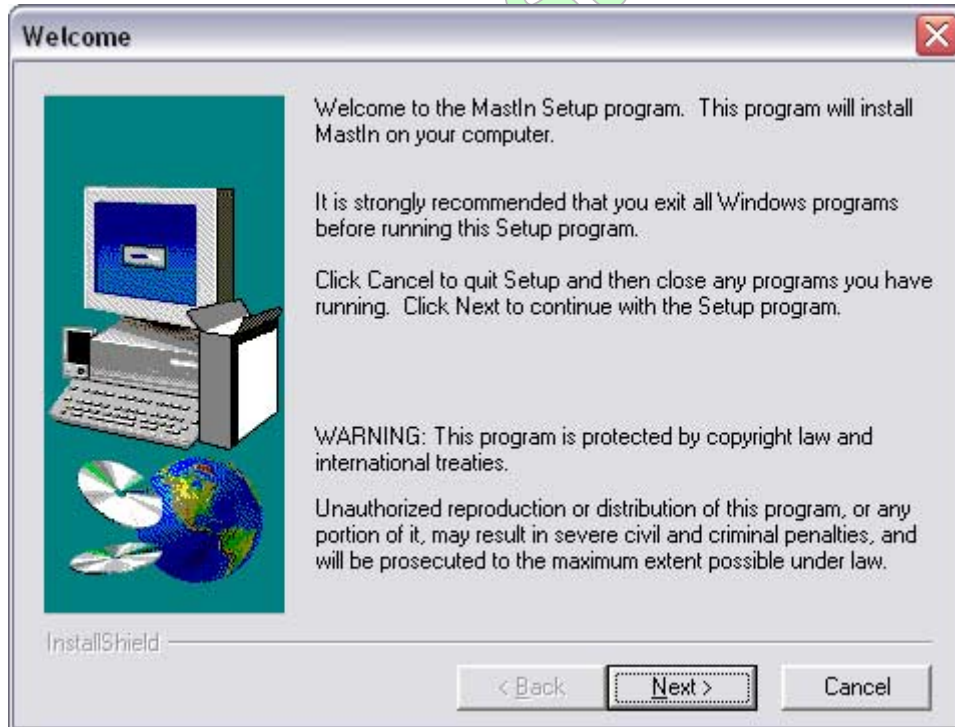 Welcome
Welcome to the MastIn Setup program. This program will install
MastIn on your computer.
It is strongly recommended that you exit all Windows programs
before running this Setup program.
Click Cancel to quit Setup and then close any programs you have
running. Click Next to continue with the Setup program.
WARNING: This program is protected by copyright law and
international treaties.
Unauthorized reproduction or distribution of this program, or any
portion of it, may result in severe civil and criminal penalties, and
will be prosecuted to the maximum extent possible under law.
InstallShield
< Back
Next >
Cancel